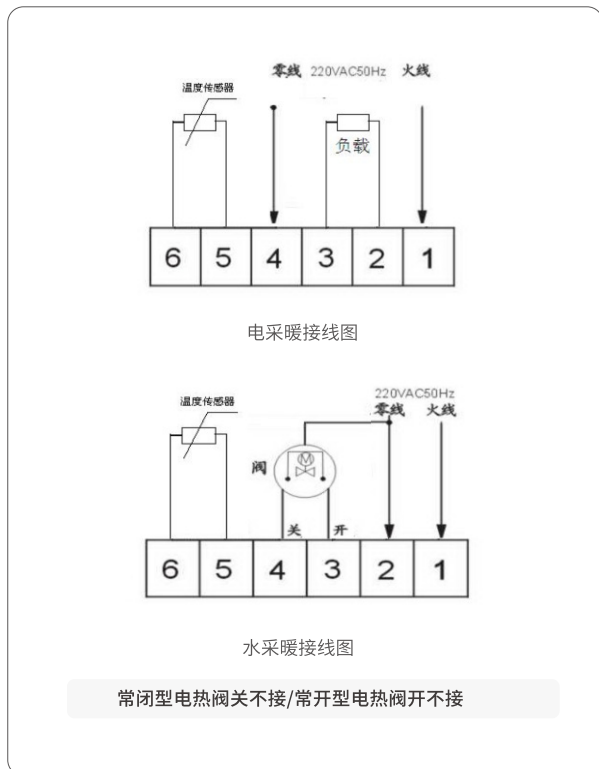 零线 220VAC50Hz 火线
温度传感器
负载
6 5 4 3 2 1
电采暖接线图
220VAC50Hz
温度传感器 零线 火线
M
阀
关 开
6 5 4 3 2 1
水采暖接线图
常闭型电热阀关不接/常开型电热阀开不接